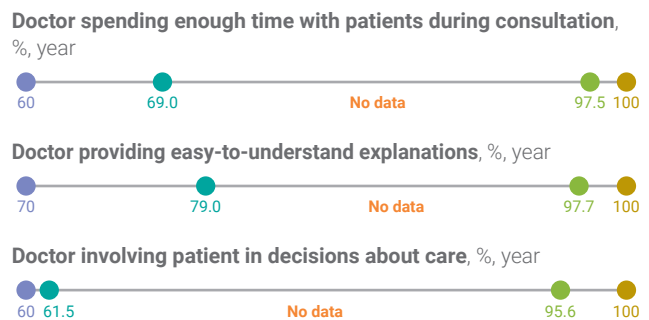 Doctor spending enough time with patients during consultation,
%, year
60 69.0 No data 97.5 100
Doctor providing easy-to-understand explanations, %, year
70 79.0 No data 97.7 100
Doctor involving patient in decisions about care, %, year
60 61.5 No data 95.6 100